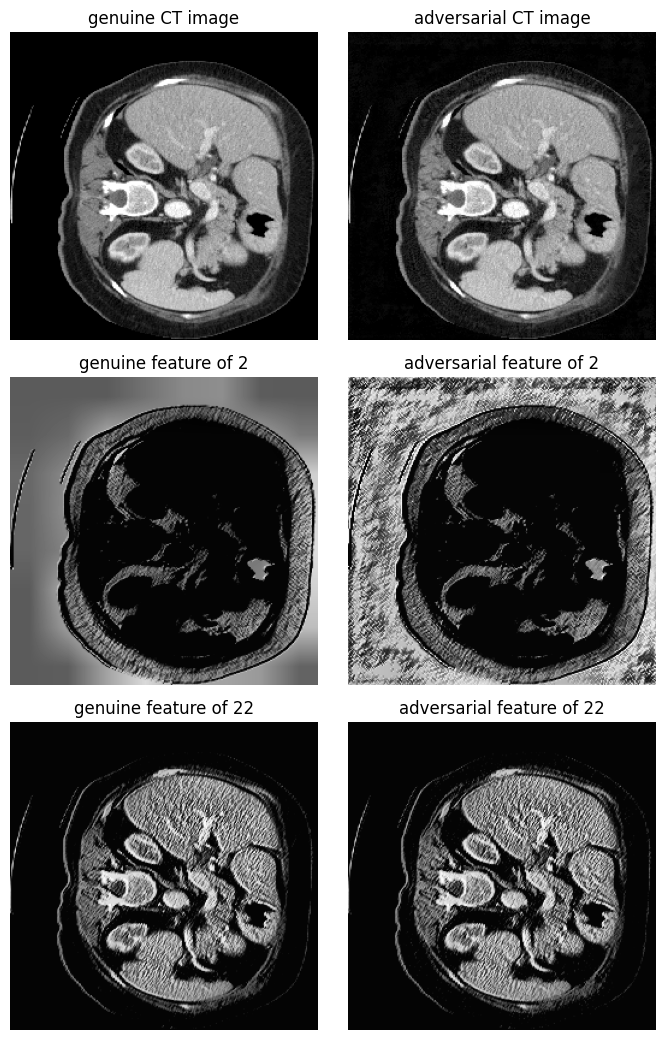 genuine CT image
adversarial CT image
genuine feature of 2
adversarial feature of 2
genuine feature of 22
adversarial feature of 22